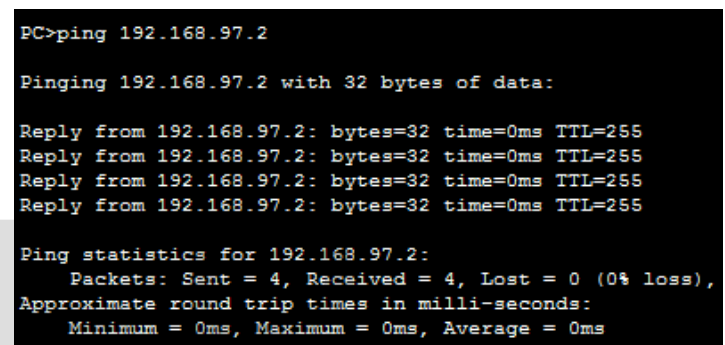 PC>ping 192.168.97.2
Pinging 192.168.97.2 with 32 bytes of data:
Reply from 192.168.97.2: bytes=32 time=0ms TTL=255
Reply from 192.168.97.2: bytes=32 time=0ms TTL=255
Reply from 192.168.97.2: bytes=32 time=0ms TTL=255
Reply from 192.168.97.2: bytes=32 time=0ms TTL=255
Ping statistics for 192.168.97.2:
    Packets: Sent = 4, Received = 4, Lost = 0 (0% loss),
Approximate round trip times in milli-seconds:
    Minimum = 0ms, Maximum = 0ms, Average = 0ms